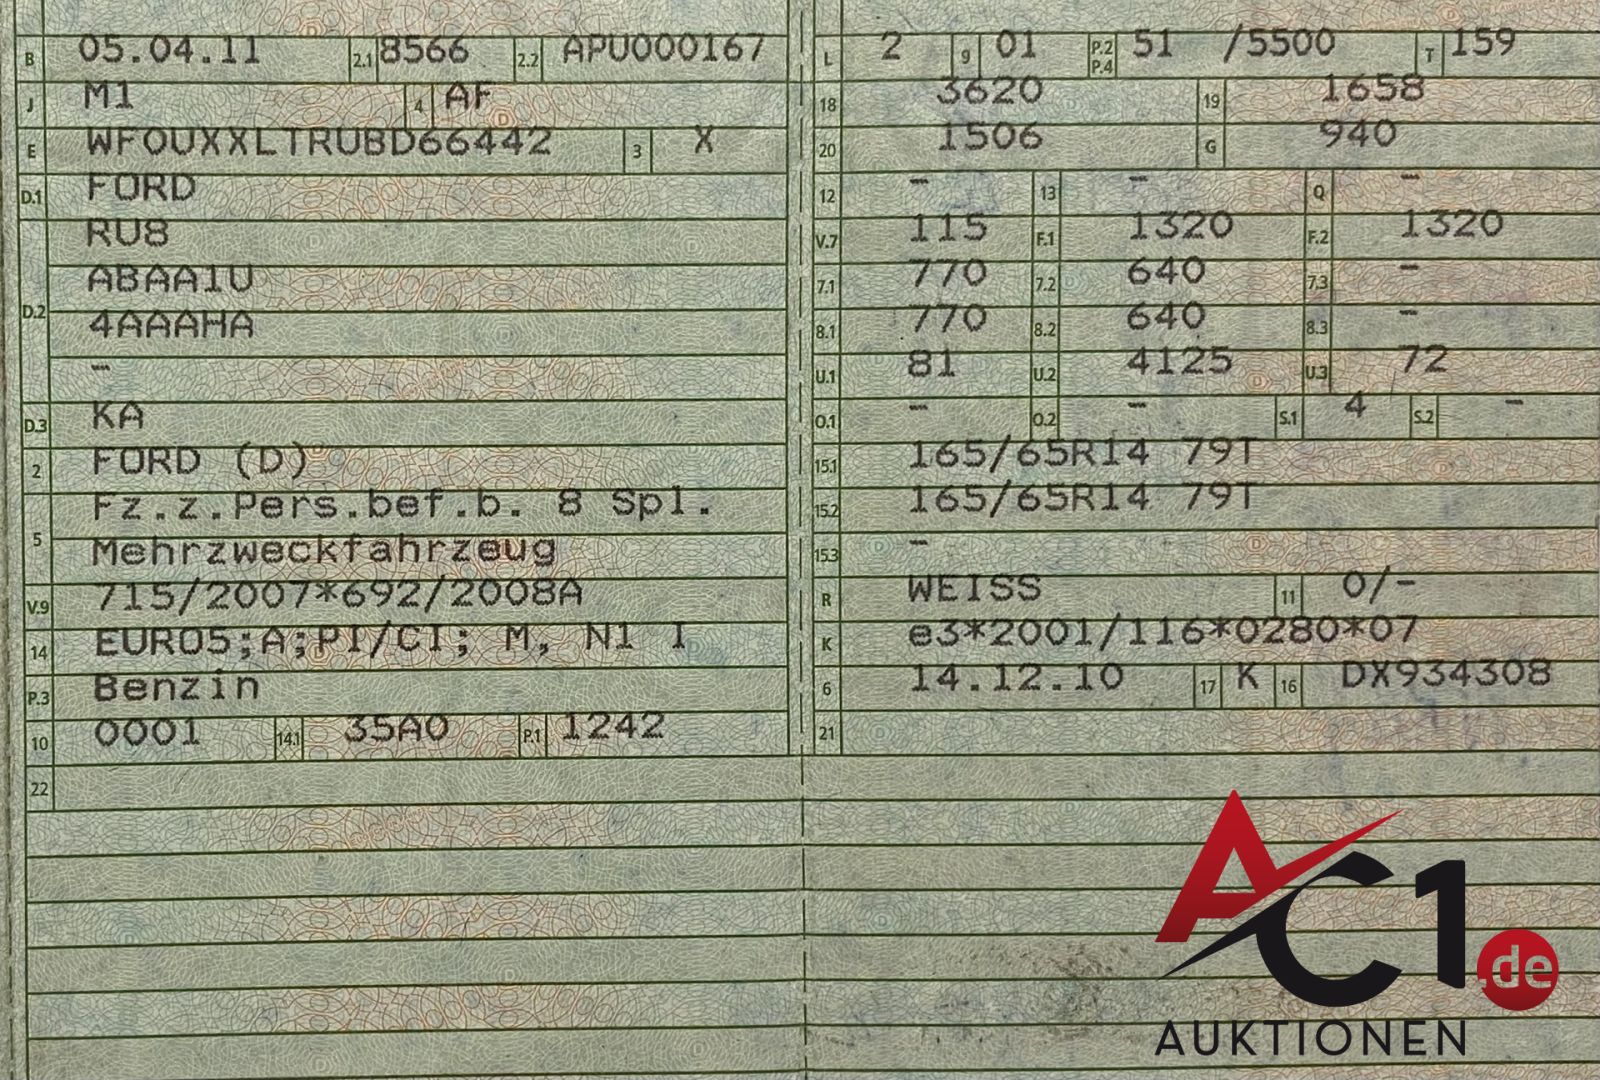 B 05.04.11 2.1 8566 2.2 APU000167
J M1 4 AF
E WF0UXXLTRUBD66442 3 X
D.1 FORD
RU8
D.2 ABAA1U
4AAAHA
-
D.3 KA
2 FORD (D)
5 Fz.z.Pers.bef.b. 8 Spl.
Mehrzweckfahrzeug
V.9 715/2007*692/2008A
14 EURO5;A;PI/CI; M, N1 I
P.3 Benzin
10 0001 14.1 35A0 P.1 1242
22
L 2 9 01 P.2 P.4 51 /5500 T 159
18 3620 19 1658
20 1506 G 940
12 - 13 - Q -
V.7 115 F.1 1320 F.2 1320
7.1 770 7.2 640 7.3 -
8.1 770 8.2 640 8.3 -
U.1 81 U.2 4125 U.3 72
O.1 - O.2 - S.1 4 S.2 -
15.1 165/65R14 79T
15.2 165/65R14 79T
15.3 -
R WEISS 11 0/-
K e3*2001/116*0280*07
6 14.12.10 17 K 16 DX934308
21
AC1.de
AUKTIONEN